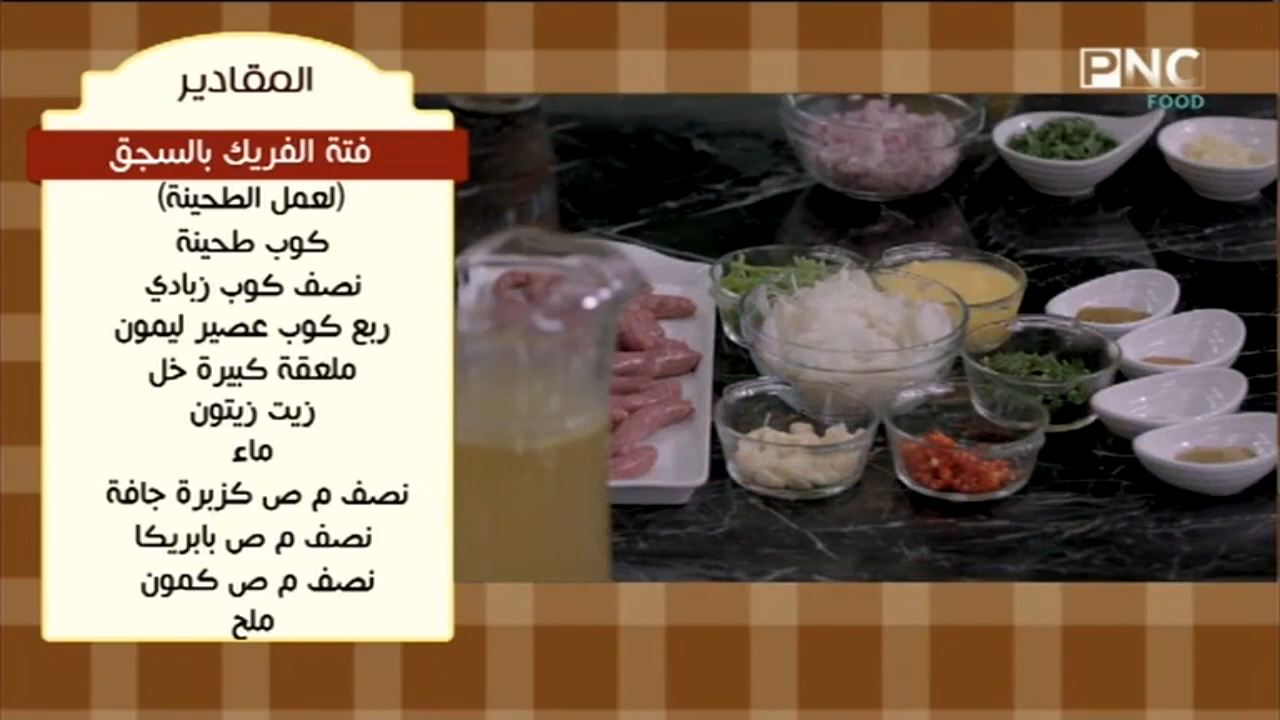 المقادير
فتة الفريك بالسجق
(لعمل الطحينة)
كوب طحينة
نصف كوب زبادي
ربع كوب عصير ليمون
ملعقة كبيرة خل
زيت زيتون
ماء
نصف م ص كزبرة جافة
نصف م ص بابريكا
نصف م ص كمون
ملح
PNC
FOOD